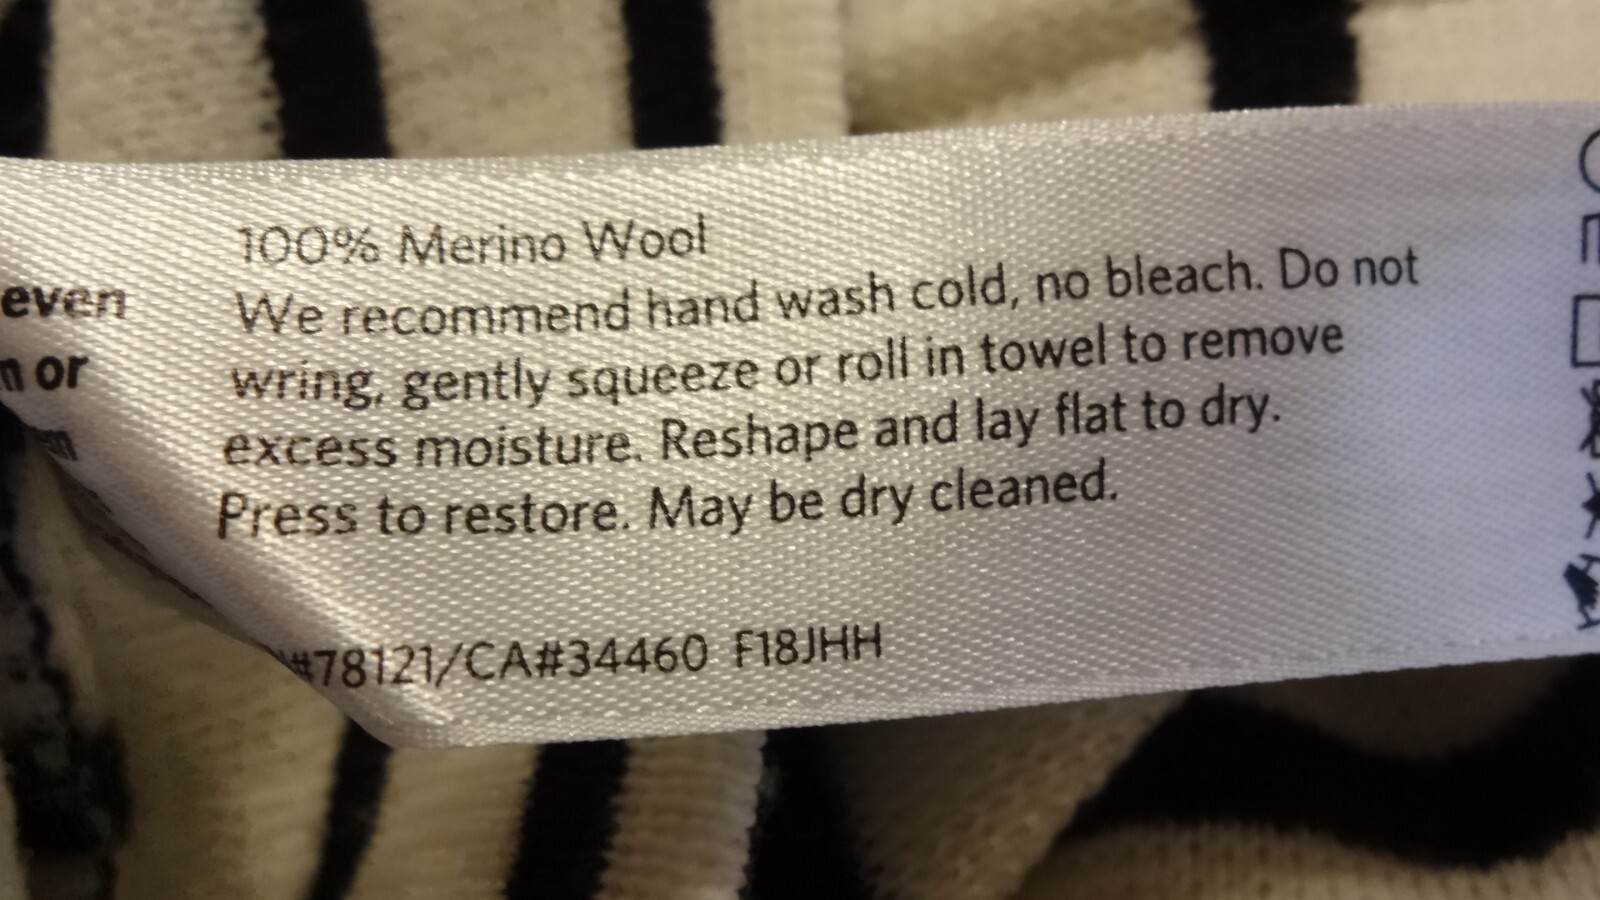 100% Merino Wool
We recommend hand wash cold, no bleach. Do not
wring, gently squeeze or roll in towel to remove
excess moisture. Reshape and lay flat to dry.
Press to restore. May be dry cleaned.
#78121/CA#34460 F18JHH
even
or